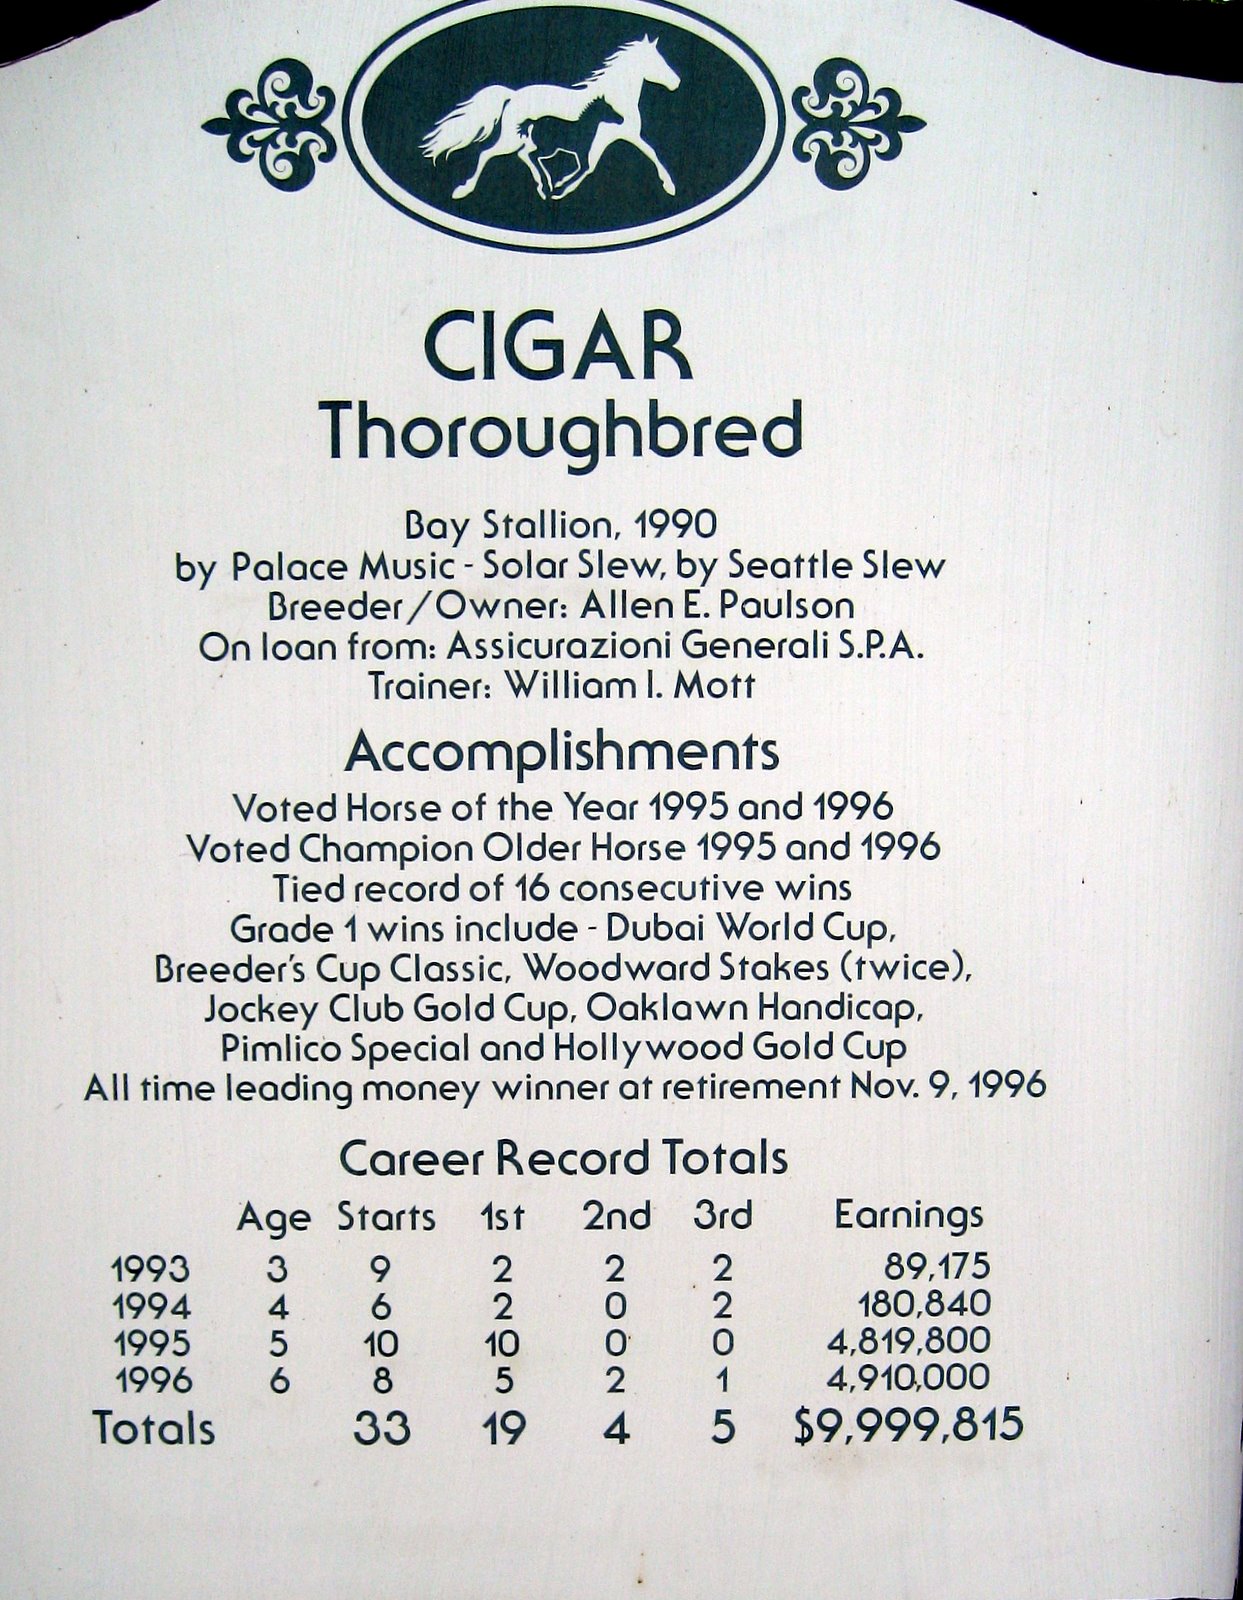 CIGAR
Thoroughbred
Bay Stallion, 1990
by Palace Music - Solar Slew, by Seattle Slew
Breeder/Owner: Allen E. Paulson
On loan from: Assicurazioni Generali S.P.A.
Trainer: William I. Mott
Accomplishments
Voted Horse of the Year 1995 and 1996
Voted Champion Older Horse 1995 and 1996
Tied record of 16 consecutive wins
Grade 1 wins include - Dubai World Cup,
Breeder's Cup Classic, Woodward Stakes (twice),
Jockey Club Gold Cup, Oaklawn Handicap,
Pimlico Special and Hollywood Gold Cup
All time leading money winner at retirement Nov. 9, 1996
Career Record Totals
Age Starts 1st 2nd 3rd Earnings
1993 3 9 2 2 2 89,175
1994 4 6 2 0 2 180,840
1995 5 10 10 0 0 4,819,800
1996 6 8 5 2 1 4,910,000
Totals 33 19 4 5 $9,999,815